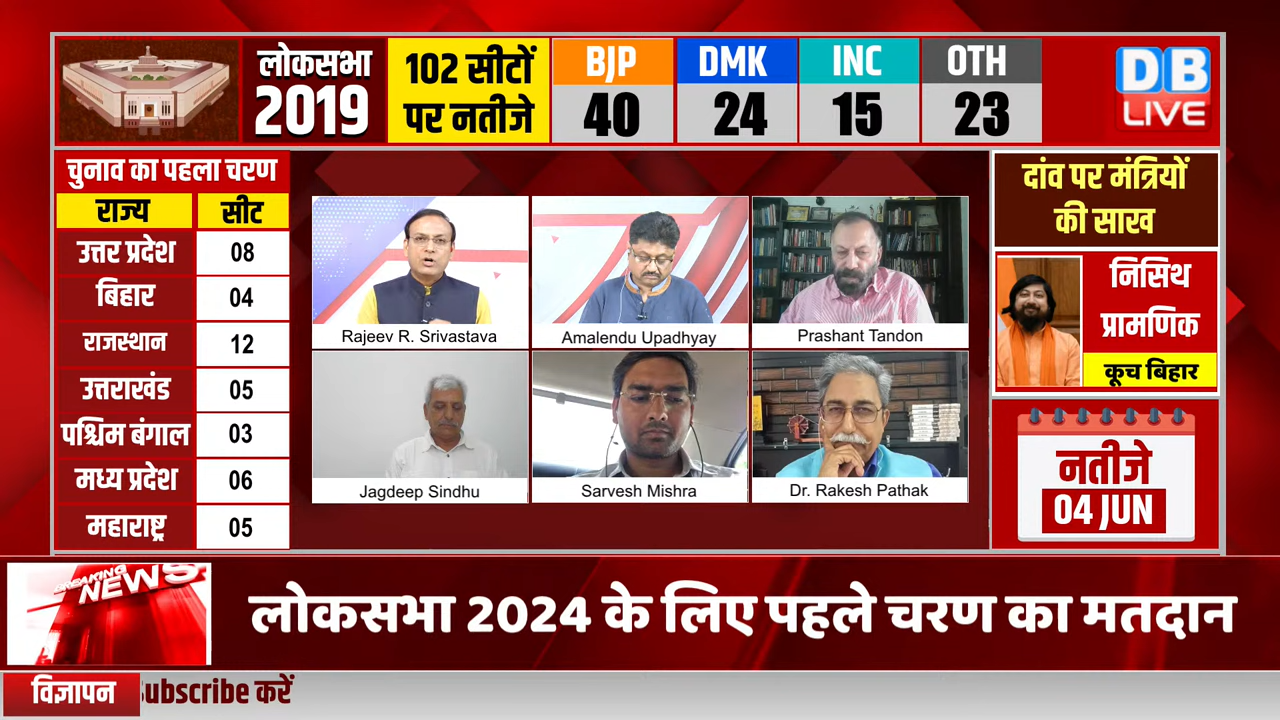 लोकसभा
2019
102 सीटों
पर नतीजे
BJP
40
DMK
24
INC
15
OTH
23
DB
LIVE
चुनाव का पहला चरण
राज्य सीट
उत्तर प्रदेश 08
बिहार 04
राजस्थान 12
उत्तराखंड 05
पश्चिम बंगाल 03
मध्य प्रदेश 06
महाराष्ट्र 05
Rajeev R. Srivastava
Amalendu Upadhyay
Prashant Tandon
Jagdeep Sindhu
Sarvesh Mishra
Dr. Rakesh Pathak
दांव पर मंत्रियों
की साख
निसिथ
प्रामणिक
कूच बिहार
नतीजे
04 JUN
BREAKING
NEWS
लोकसभा 2024 के लिए पहले चरण का मतदान
विज्ञापन
ubscribe करें